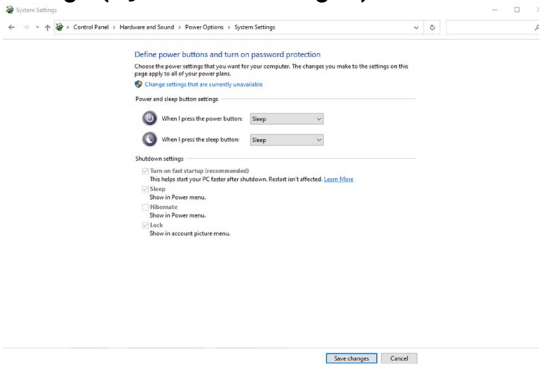 System Settings
Control Panel > Hardware and Sound > Power Options > System Settings
Define power buttons and turn on password protection
Choose the power settings that you want for your computer. The changes you make to the settings on this
page apply to all of your power plans.
Change settings that are currently unavailable
Power and sleep button settings
When I press the power button: Sleep
When I press the sleep button: Sleep
Shutdown settings
Turn on fast startup (recommended)
This helps start your PC faster after shutdown. Restart isn't affected. Learn More
Sleep
Show in Power menu.
Hibernate
Show in Power menu.
Lock
Show in account picture menu.
Save changes Cancel